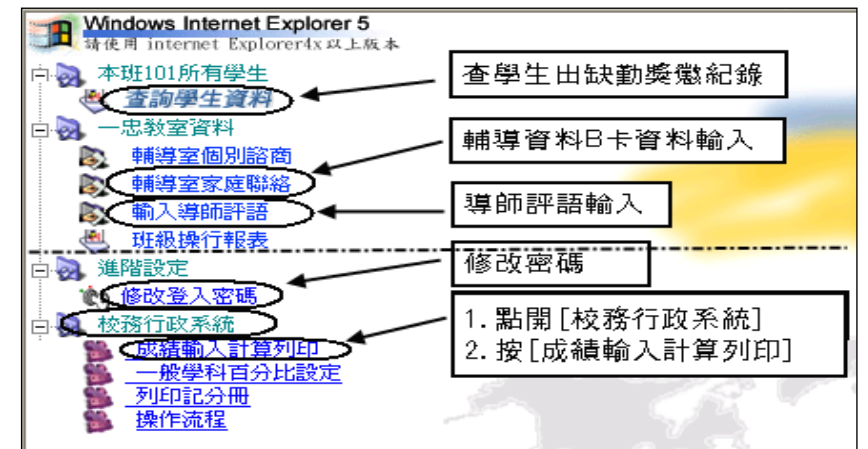 Windows Internet Explorer 5
請使用 internet Explorer4x以上版本
本班101所有學生
查詢學生資料
查學生出缺勤獎懲紀錄
一忠教室資料
輔導室個別諮商
輔導資料B卡資料輸入
輔導室家庭聯絡
輸入導師評語
導師評語輸入
班級操行報表
進階設定
修改密碼
修改登入密碼
校務行政系統
1.點開[校務行政系統]
2.按[成績輸入計算列印]
成績輸入計算列印
一般學科百分比設定
列印記分冊
操作流程